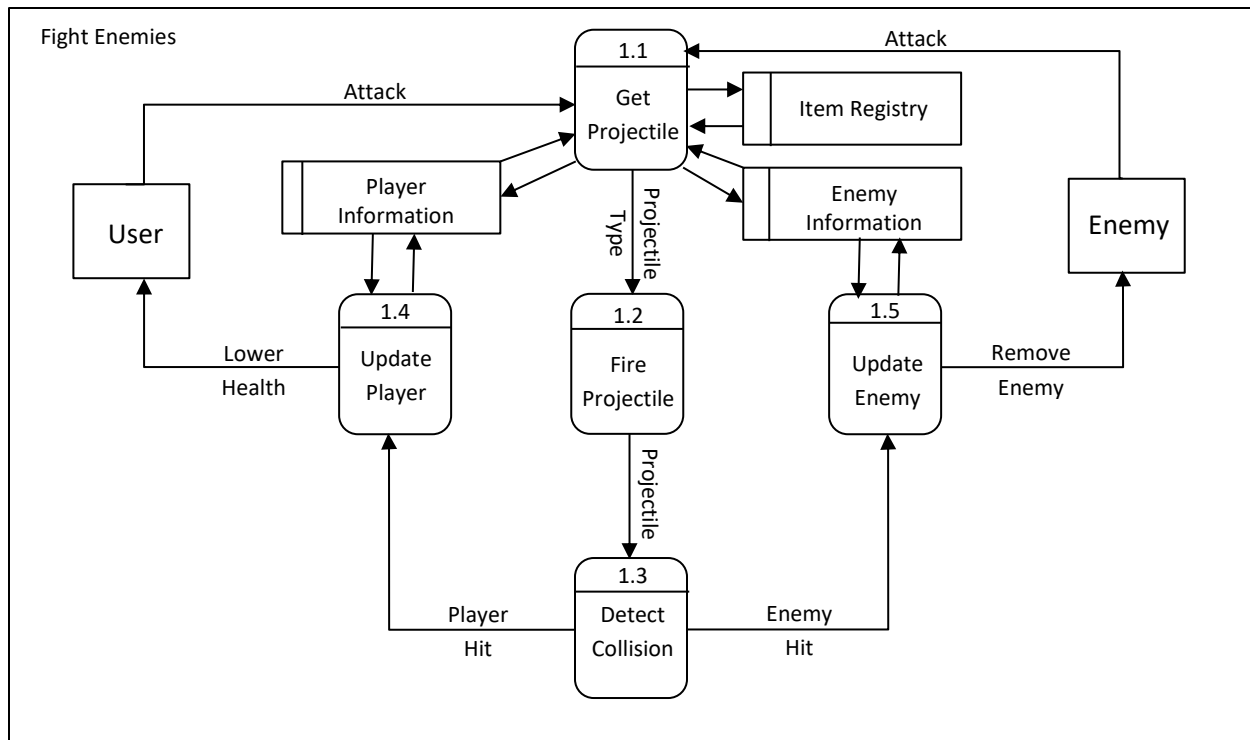 Fight Enemies
1.1
Get
Projectile
Attack
Attack
Item Registry
Player
Information
Enemy
Information
User
Enemy
Projectile
Type
1.4
Update
Player
1.2
Fire
Projectile
1.5
Update
Enemy
Lower
Health
Remove
Enemy
Projectile
1.3
Detect
Collision
Player
Hit
Enemy
Hit